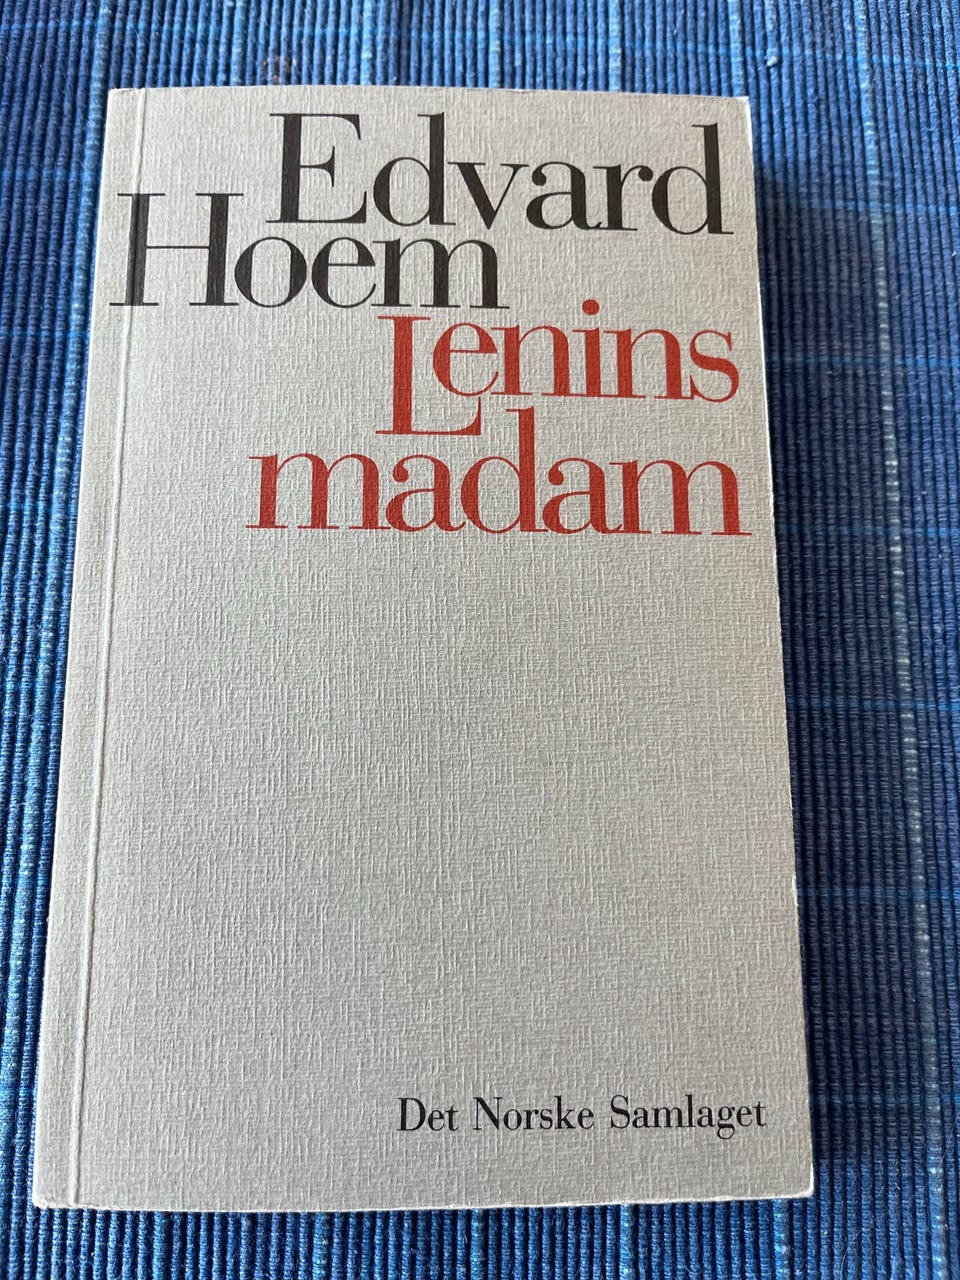 Edvard
Hoem
Lenins
madam
Det Norske Samlaget